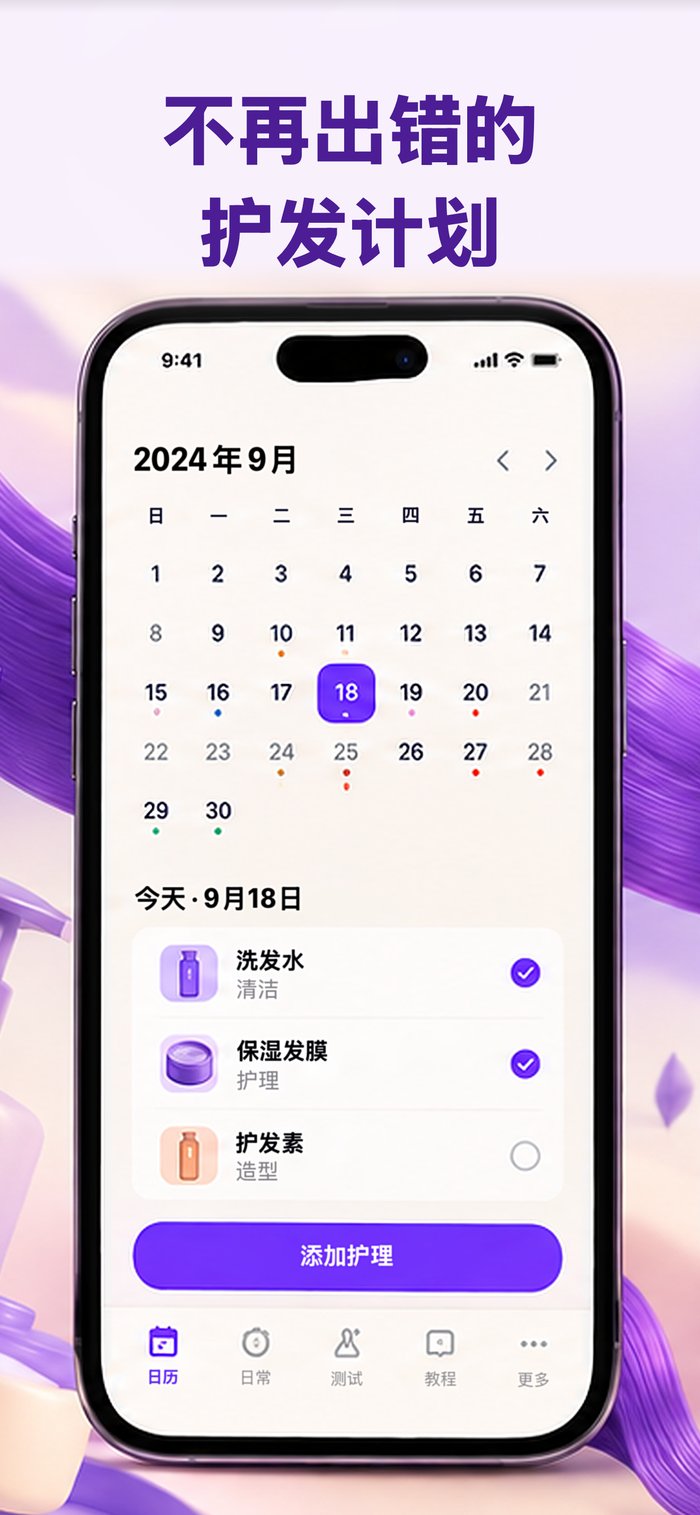 不再出错的
护发计划
9:41
2024年9月
日 一 二 三 四 五 六
1 2 3 4 5 6 7
8 9 10 11 12 13 14
15 16 17 18 19 20 21
22 23 24 25 26 27 28
29 30
今天·9月18日
洗发水
清洁
保湿发膜
护理
护发素
造型
添加护理
日历 日常 测试 教程 更多